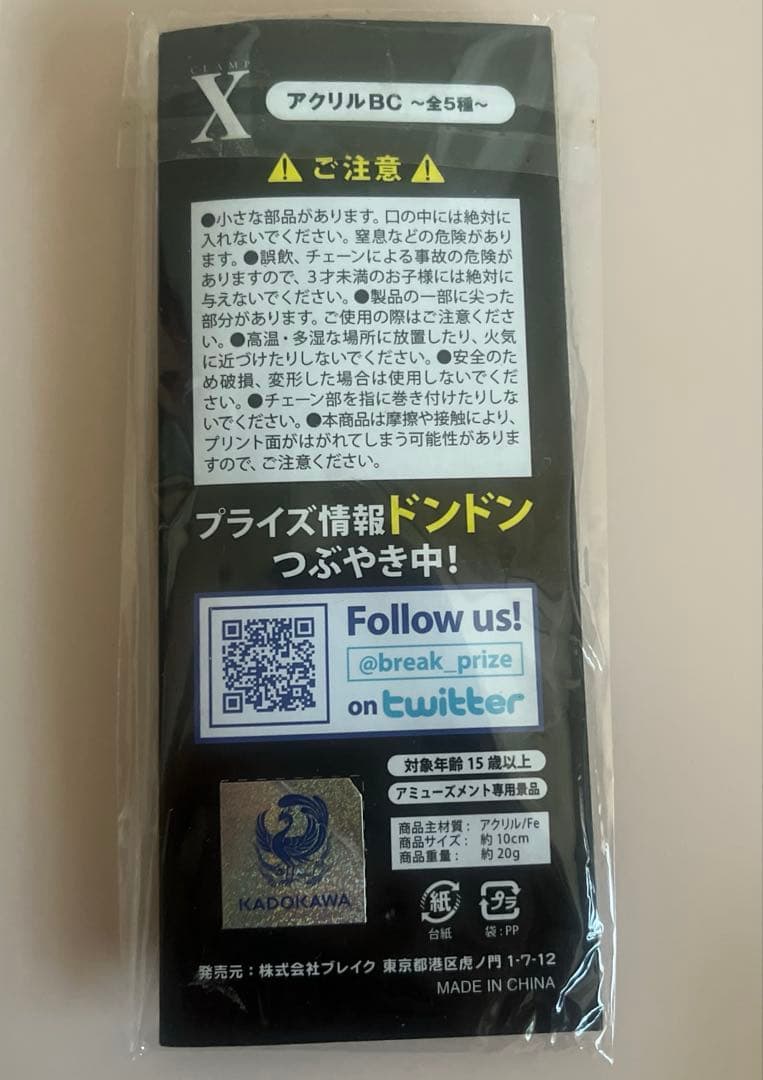 CLAMP
X
アクリルBC ～全5種～
ご注意
●小さな部品があります。口の中には絶対に
入れないでください。窒息などの危険があり
ます。●誤飲、チェーンによる事故の危険が
ありますので、3才未満のお子様には絶対に
与えないでください。●製品の一部に尖った
部分があります。ご使用の際はご注意くださ
い。●高温・多湿な場所に放置したり、火気
に近づけたりしないでください。●安全のた
め破損、変形した場合は使用しないでくだ
さい。●チェーン部を指に巻き付けたりしな
いでください。●本商品は摩擦や接触により、
プリント面がはがれてしまう可能性がありま
すので、ご注意ください。
プライズ情報ドンドン
つぶやき中!
Follow us!
@break_prize
on twitter
対象年齢15歳以上
アミューズメント専用景品
商品主材質： アクリル/Fe
商品サイズ： 約10cm
商品重量： 約20g
KADOKAWA
紙
プラ
台紙
袋:PP
発売元：株式会社ブレイク 東京都港区虎ノ門1-7-12
MADE IN CHINA